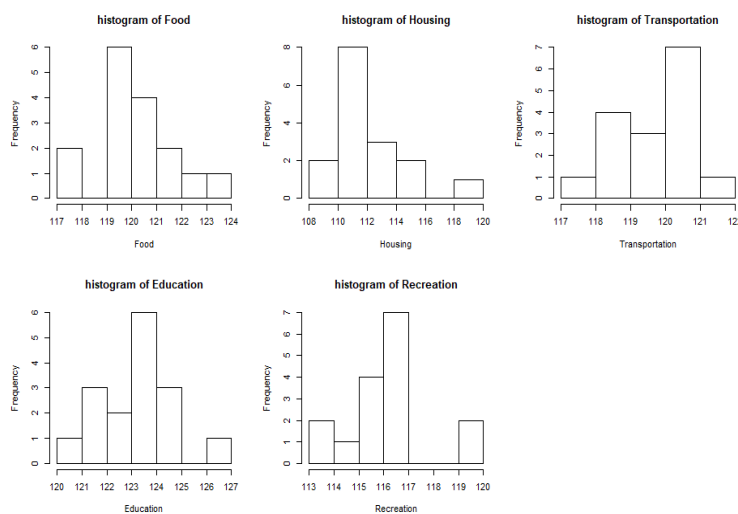 histogram of Food
Frequency
0 1 2 3 4 5 6
117 118 119 120 121 122 123 124
Food
histogram of Housing
Frequency
0 2 4 6 8
108 110 112 114 116 118 120
Housing
histogram of Transportation
Frequency
0 1 2 3 4 5 6 7
117 118 119 120 121 12
Transportation
histogram of Education
Frequency
0 1 2 3 4 5 6
120 121 122 123 124 125 126 127
Education
histogram of Recreation
Frequency
0 1 2 3 4 5 6 7
113 114 115 116 117 118 119 120
Recreation